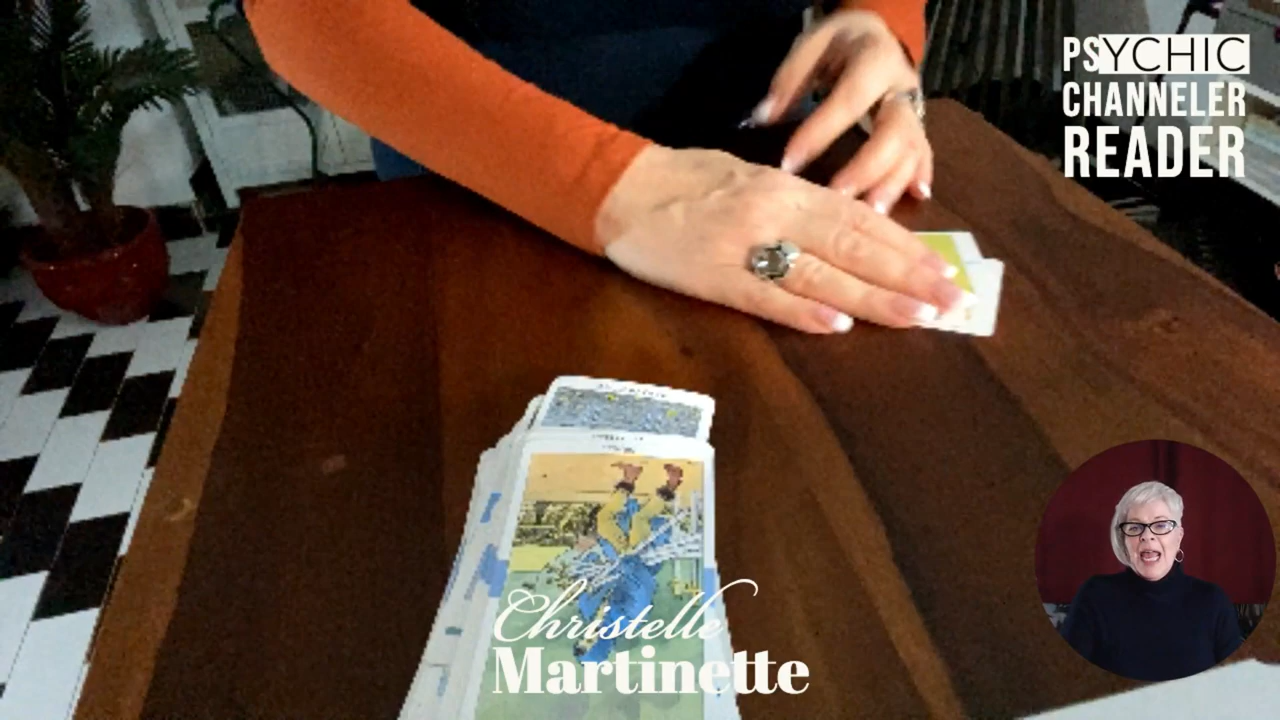 PSYCHIC
CHANNELER
READER
Christelle
Martinette